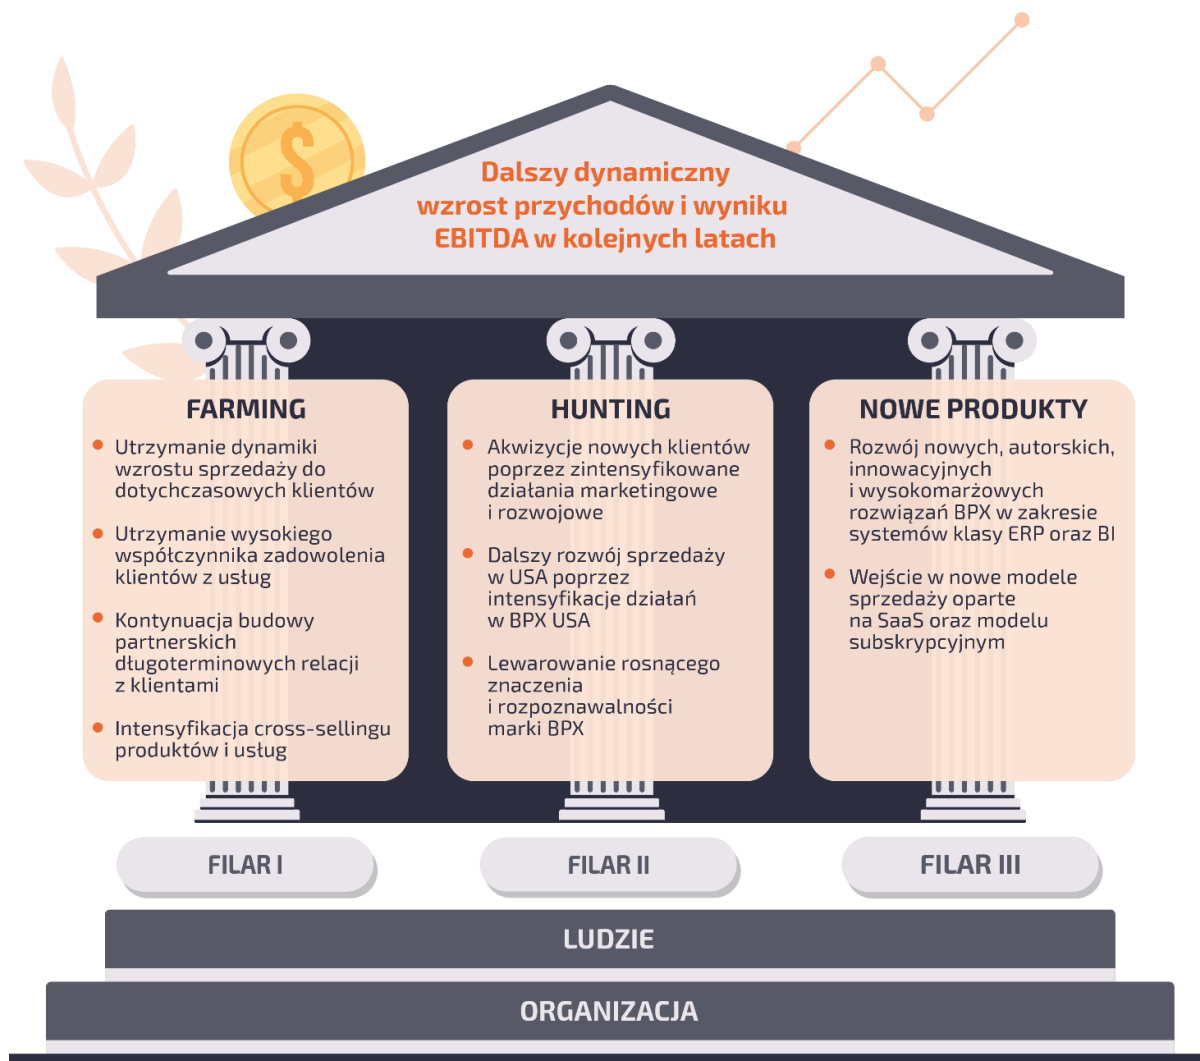 Dalszy dynamiczny
wzrost przychodów i wyniku
EBITDA w kolejnych latach
FARMING
Utrzymanie dynamiki
wzrostu sprzedaży do
dotychczasowych klientów
Utrzymanie wysokiego
współczynnika zadowolenia
klientów z usług
Kontynuacja budowy
partnerskich
długoterminowych relacji
z klientami
Intensyfikacja cross-sellingu
produktów i usług
HUNTING
Akwizycje nowych klientów
poprzez zintensyfikowane
działania marketingowe
i rozwojowe
Dalszy rozwój sprzedaży
w USA poprzez
intensyfikacje działań
w BPX USA
Lewarowanie rosnącego
znaczenia
i rozpoznawalności
marki BPX
NOWE PRODUKTY
Rozwój nowych, autorskich,
innowacyjnych
i wysokomarżowych
rozwiązań BPX w zakresie
systemów klasy ERP oraz BI
Wejście w nowe modele
sprzedaży oparte
na SaaS oraz modelu
subskrypcyjnym
FILAR I
FILAR II
FILAR III
LUDZIE
ORGANIZACJA